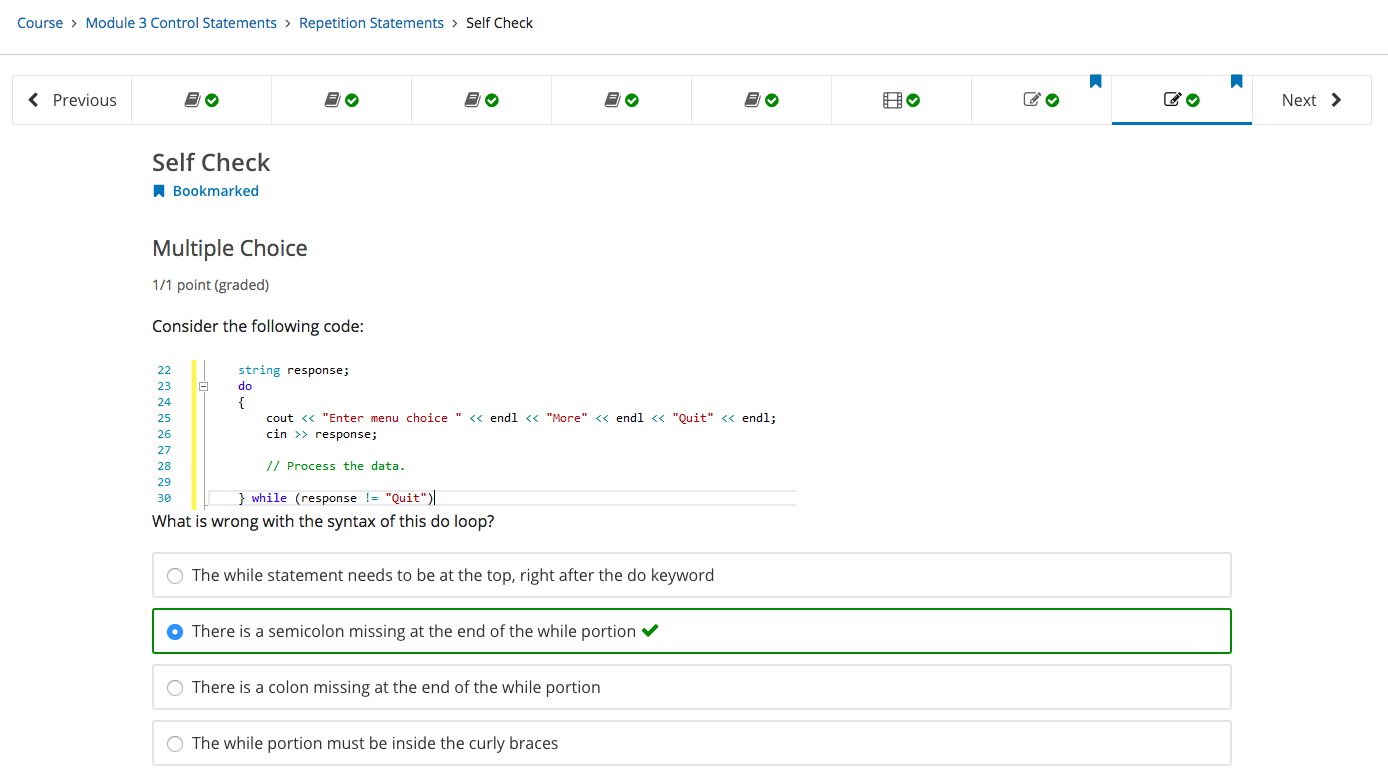 Course > Module 3 Control Statements > Repetition Statements > Self Check
Previous
Next
Self Check
Bookmarked
Multiple Choice
1/1 point (graded)
Consider the following code:
22 string response;
23 do
24 {
25 cout << "Enter menu choice " << endl << "More" << endl << "Quit" << endl;
26 cin >> response;
27
28 // Process the data.
29
30 } while (response != "Quit")
What is wrong with the syntax of this do loop?
The while statement needs to be at the top, right after the do keyword
There is a semicolon missing at the end of the while portion
There is a colon missing at the end of the while portion
The while portion must be inside the curly braces